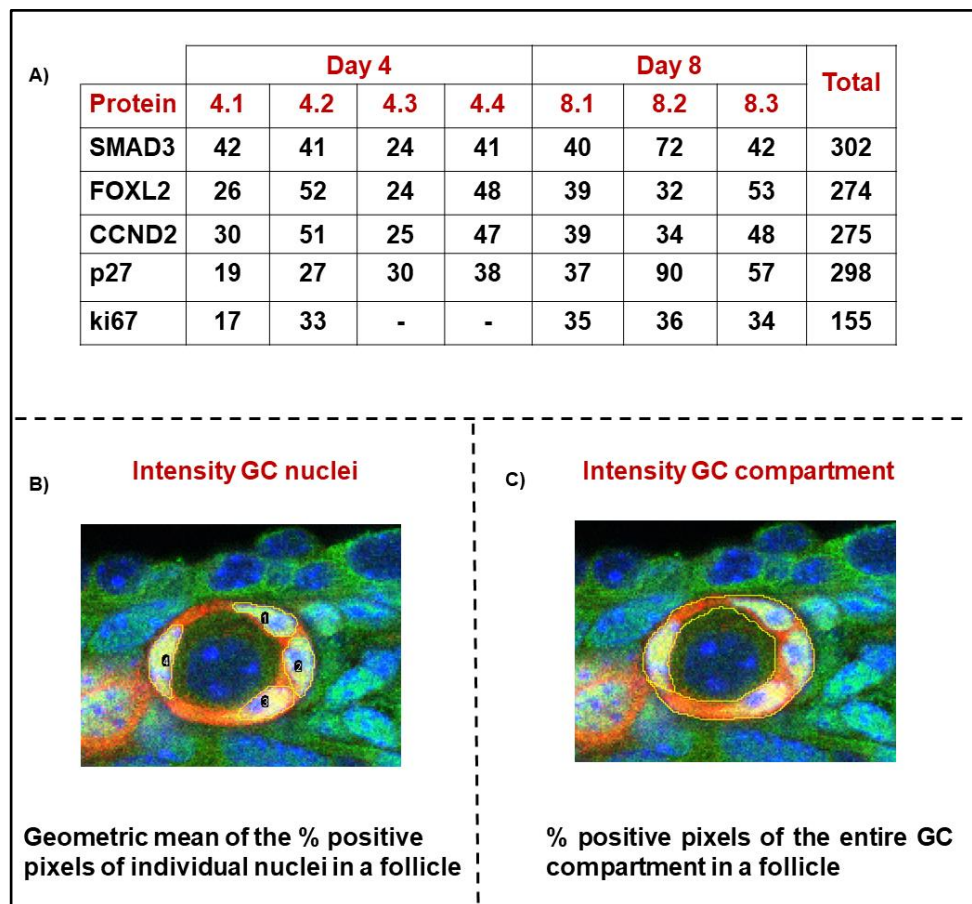 A)
Day 4 Day 8 Total
Protein 4.1 4.2 4.3 4.4 8.1 8.2 8.3
SMAD3 42 41 24 41 40 72 42 302
FOXL2 26 52 24 48 39 32 53 274
CCND2 30 51 25 47 39 34 48 275
p27 19 27 30 38 37 90 57 298
ki67 17 33 - - 35 36 34 155
B)
Intensity GC nuclei
1
2
3
4
Geometric mean of the % positive
pixels of individual nuclei in a follicle
C)
Intensity GC compartment
% positive pixels of the entire GC
compartment in a follicle